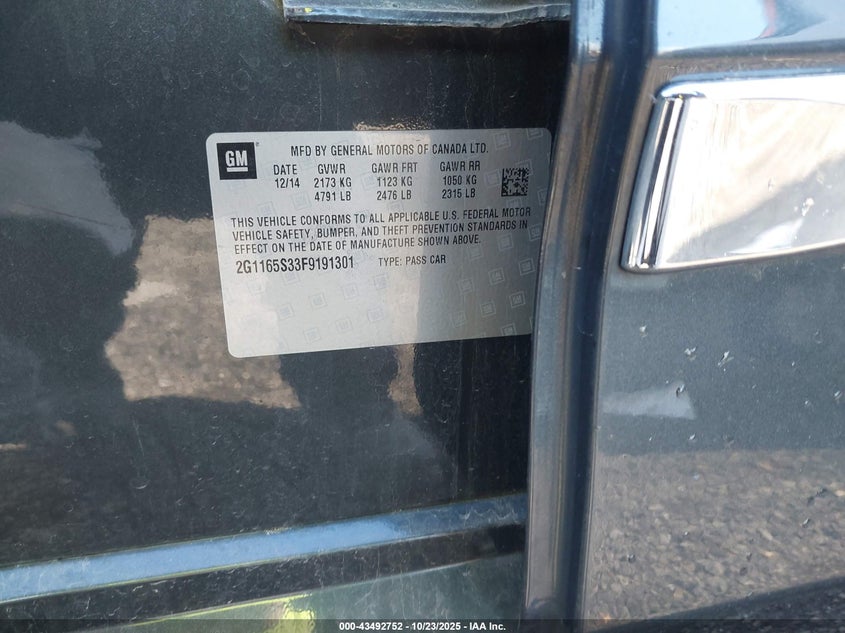 GM
MFD BY GENERAL MOTORS OF CANADA LTD.
DATE GVWR GAWR FRT GAWR RR
12/14 2173 KG 1123 KG 1050 KG
4791 LB 2476 LB 2315 LB
THIS VEHICLE CONFORMS TO ALL APPLICABLE U.S. FEDERAL MOTOR
VEHICLE SAFETY, BUMPER, AND THEFT PREVENTION STANDARDS IN
EFFECT ON THE DATE OF MANUFACTURE SHOWN ABOVE.
2G1165S33F9191301 TYPE: PASS CAR
000-43492752 - 10/23/2025 - IAA Inc.